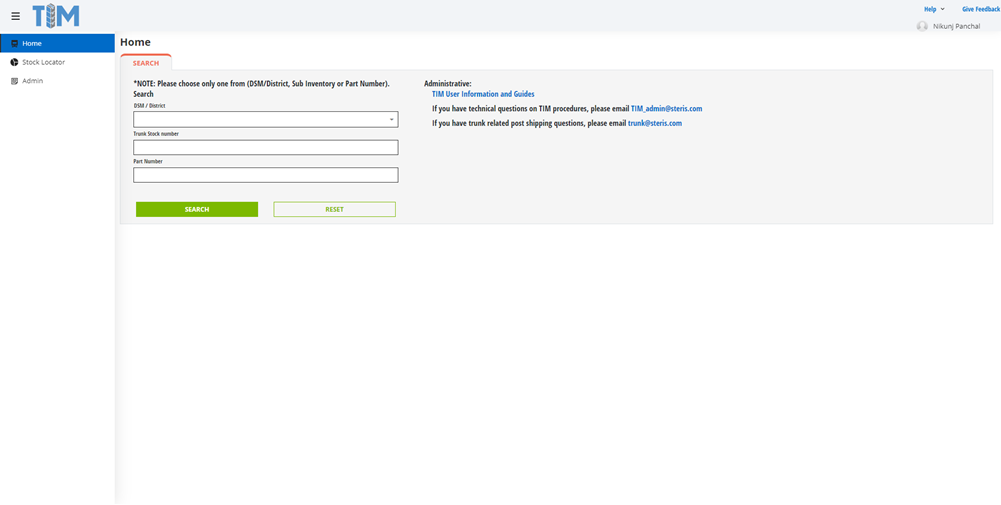 TIM
Help
Give Feedback
Nikunj Panchal
Home
Stock Locator
Admin
Home
SEARCH
*NOTE: Please choose only one from (DSM/District, Sub Inventory or Part Number).
Search
DSM / District
Trunk Stock number
Part Number
SEARCH
RESET
Administrative:
TIM User Information and Guides
If you have technical questions on TIM procedures, please email TIM_admin@steris.com
If you have trunk related post shipping questions, please email trunk@steris.com